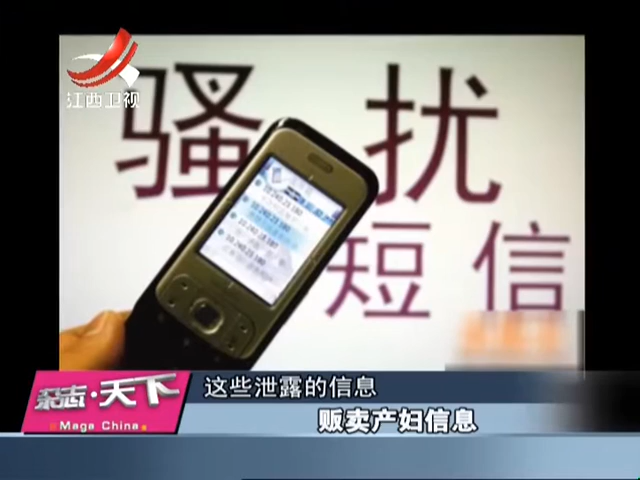 江西卫视
骚扰
短信
杂志·天下
Maga China
这些泄露的信息
贩卖产妇信息